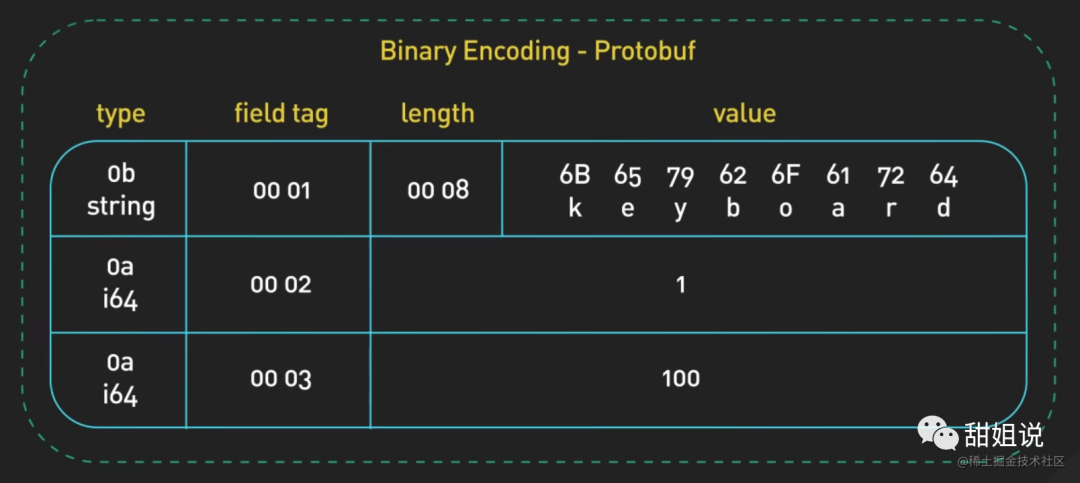 Binary Encoding - Protobuf
type field tag length value
0b
string
00 01
00 08
6B 65 79 62 6F 61 72 64
k e y b o a r d
0a
i64
00 02
1
0a
i64
00 03
100
甜姐说
@稀土掘金技术社区